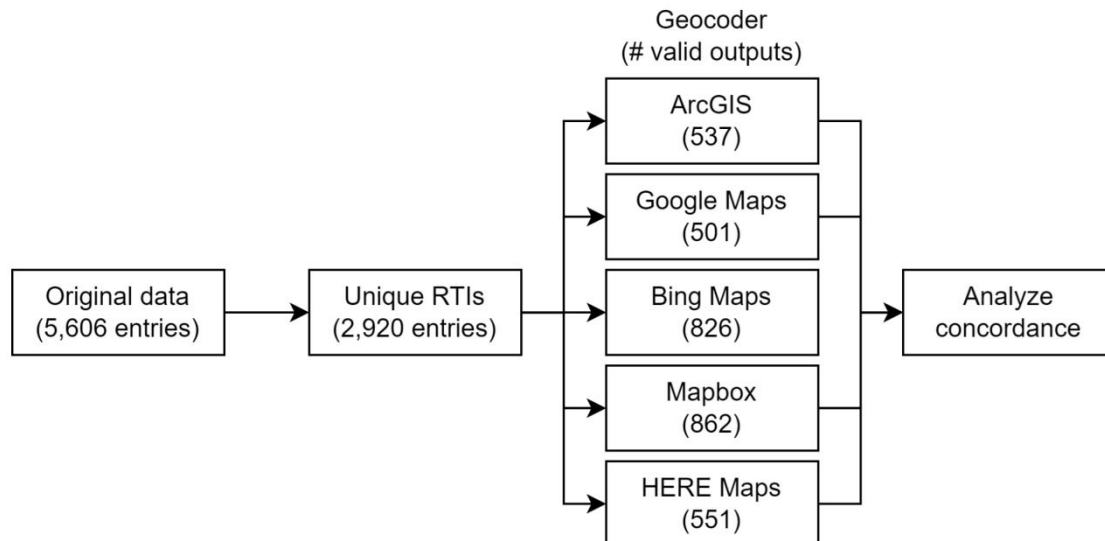 Geocoder
(# valid outputs)
ArcGIS
(537)
Google Maps
(501)
Original data
(5,606 entries)
Unique RTIs
(2,920 entries)
Bing Maps
(826)
Analyze
concordance
Mapbox
(862)
HERE Maps
(551)